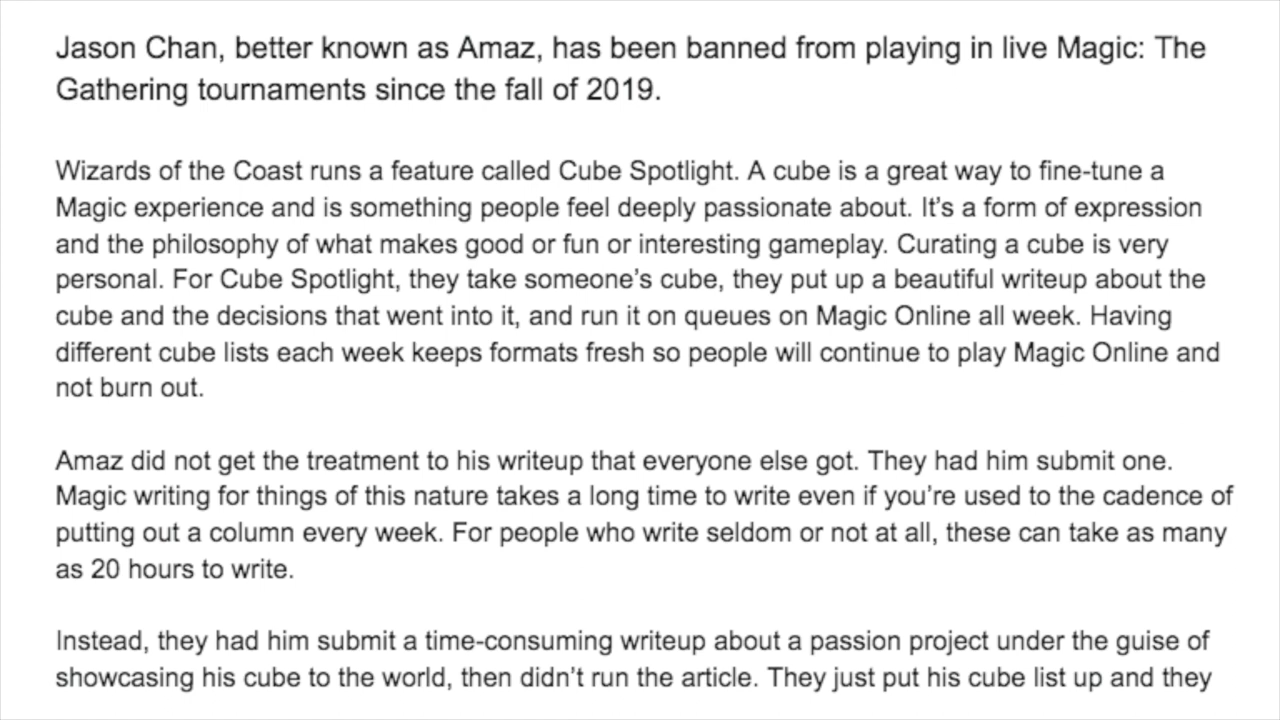 Jason Chan, better known as Amaz, has been banned from playing in live Magic: The
Gathering tournaments since the fall of 2019.
Wizards of the Coast runs a feature called Cube Spotlight. A cube is a great way to fine-tune a
Magic experience and is something people feel deeply passionate about. It’s a form of expression
and the philosophy of what makes good or fun or interesting gameplay. Curating a cube is very
personal. For Cube Spotlight, they take someone’s cube, they put up a beautiful writeup about the
cube and the decisions that went into it, and run it on queues on Magic Online all week. Having
different cube lists each week keeps formats fresh so people will continue to play Magic Online and
not burn out.
Amaz did not get the treatment to his writeup that everyone else got. They had him submit one.
Magic writing for things of this nature takes a long time to write even if you’re used to the cadence of
putting out a column every week. For people who write seldom or not at all, these can take as many
as 20 hours to write.
Instead, they had him submit a time-consuming writeup about a passion project under the guise of
showcasing his cube to the world, then didn’t run the article. They just put his cube list up and they